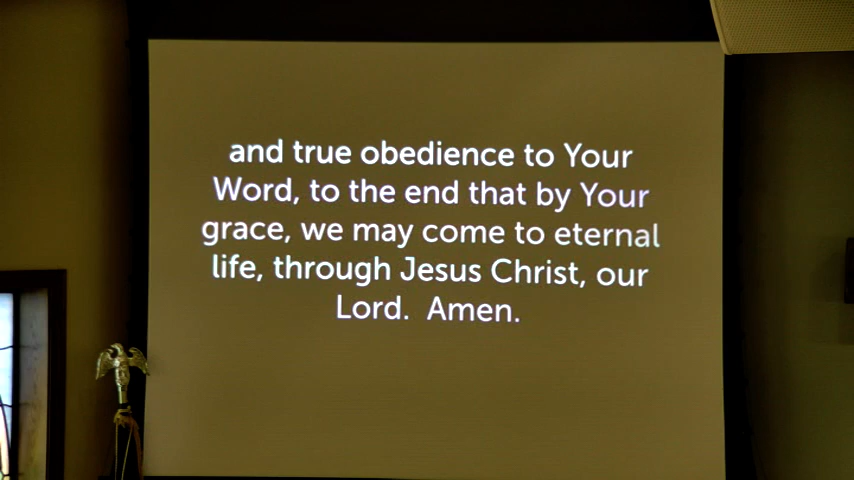 and true obedience to Your
Word, to the end that by Your
grace, we may come to eternal
life, through Jesus Christ, our
Lord.  Amen.